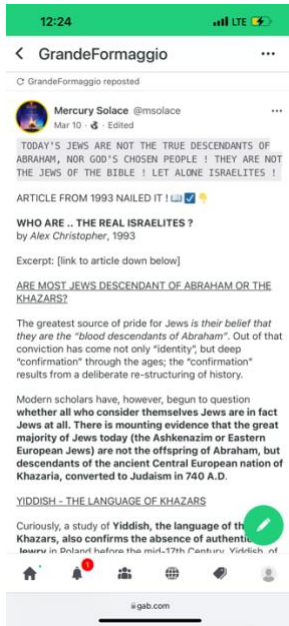 12:24
LTE
GrandeFormaggio
GrandeFormaggio reposted
Mercury Solace @msolace
Mar 10 · Edited
TODAY'S JEWS ARE NOT THE TRUE DESCENDANTS OF
ABRAHAM, NOR GOD'S CHOSEN PEOPLE ! THEY ARE NOT
THE JEWS OF THE BIBLE ! LET ALONE ISRAELITES !
ARTICLE FROM 1993 NAILED IT ! 📖☑️👇
WHO ARE .. THE REAL ISRAELITES ?
by Alex Christopher, 1993
Excerpt: [link to article down below]
ARE MOST JEWS DESCENDANT OF ABRAHAM OR THE
KHAZARS?
The greatest source of pride for Jews is their belief that
they are the "blood descendants of Abraham". Out of that
conviction has come not only "identity", but deep
"confirmation" through the ages; the "confirmation"
results from a deliberate re-structuring of history.
Modern scholars have, however, begun to question
whether all who consider themselves Jews are in fact
Jews at all. There is mounting evidence that the great
majority of Jews today (the Ashkenazim or Eastern
European Jews) are not the offspring of Abraham, but
descendants of the ancient Central European nation of
Khazaria, converted to Judaism in 740 A.D.
YIDDISH - THE LANGUAGE OF KHAZARS
Curiously, a study of Yiddish, the language of th
Khazars, also confirms the absence of authentic
Jewry in Poland before the mid-17th Century. Yiddish, of
1
gab.com